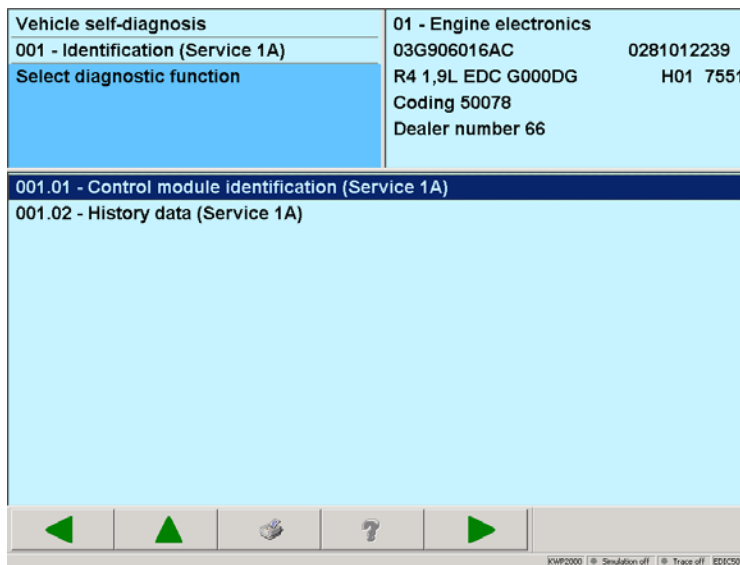 Vehicle self-diagnosis
001 - Identification (Service 1A)
Select diagnostic function
01 - Engine electronics
03G906016AC 0281012239
R4 1,9L EDC G000DG H01 7551
Coding 50078
Dealer number 66
001.01 - Control module identification (Service 1A)
001.02 - History data (Service 1A)
?
KWP2000 Simulation off Trace off EDIC50